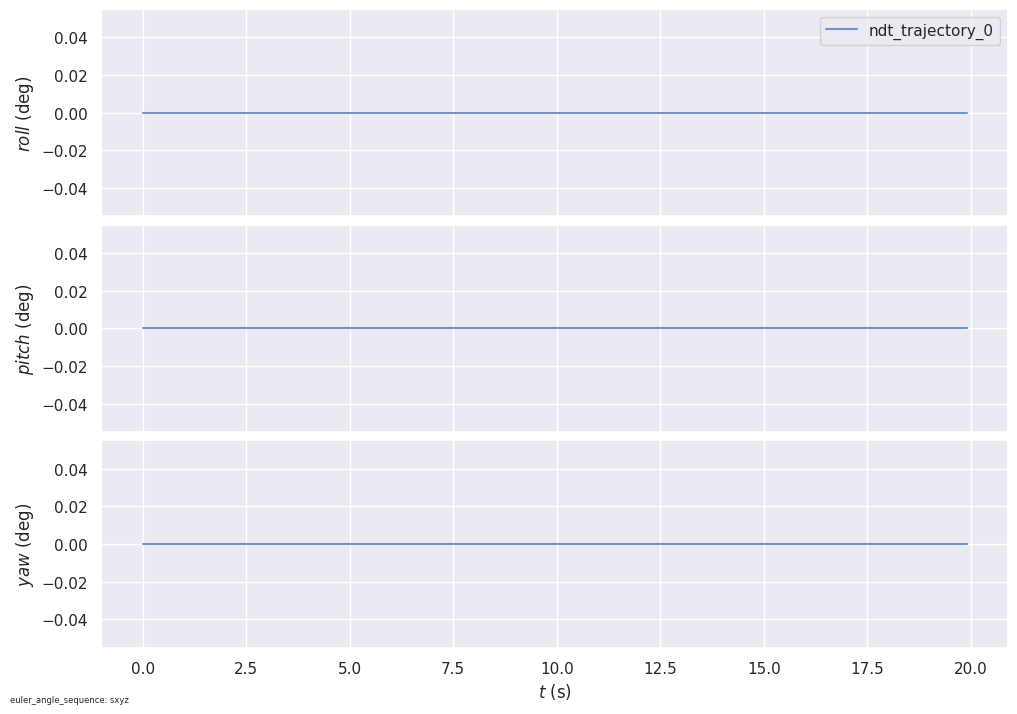 ndt_trajectory_0
roll (deg)
0.04
0.02
0.00
−0.02
−0.04
pitch (deg)
0.04
0.02
0.00
−0.02
−0.04
yaw (deg)
0.04
0.02
0.00
−0.02
−0.04
0.0 2.5 5.0 7.5 10.0 12.5 15.0 17.5 20.0
t (s)
euler_angle_sequence: sxyz